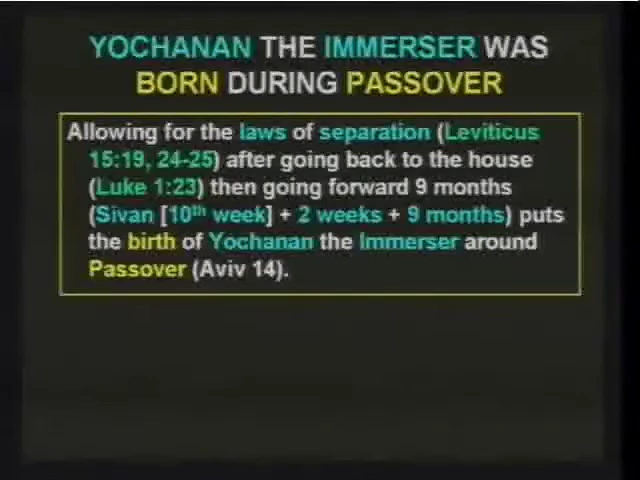 YOCHANAN THE IMMERSER WAS
BORN DURING PASSOVER
Allowing for the laws of separation (Leviticus
15:19, 24-25) after going back to the house
(Luke 1:23) then going forward 9 months
(Sivan [10th week] + 2 weeks + 9 months) puts
the birth of Yochanan the Immerser around
Passover (Aviv 14).